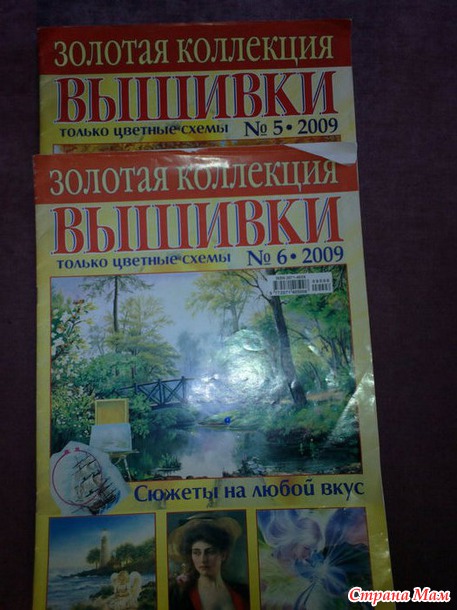 ЗОЛОТАЯ КОЛЛЕКЦИЯ
ВЫШИВКИ
только цветные схемы № 5 • 2009
ЗОЛОТАЯ КОЛЛЕКЦИЯ
ВЫШИВКИ
только цветные схемы № 6 • 2009
Сюжеты на любой вкус
Страна Мам